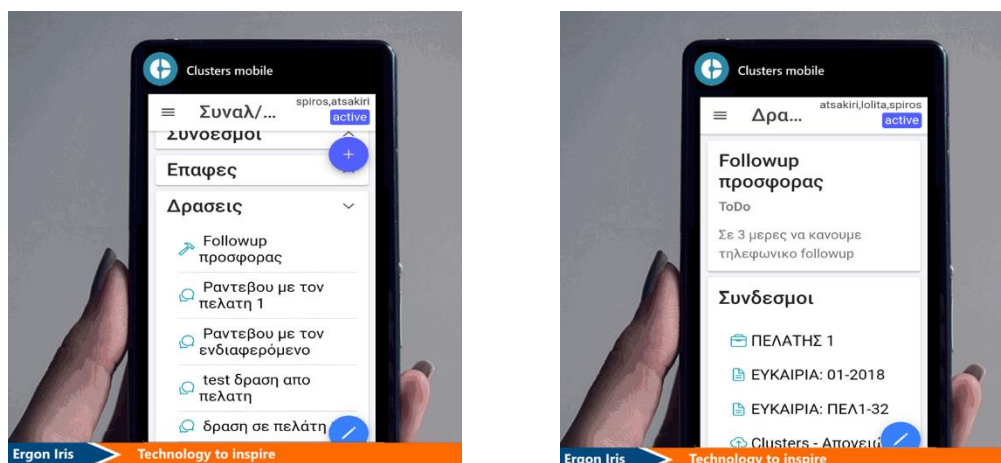 Clusters mobile
spiros,atsakiri
Συναλ/...
active
Συνδεσμοι
+
Επαφες
Δρασεις
Followup
προσφορας
Ραντεβου με τον
πελατη 1
Ραντεβου με τον
ενδιαφερόμενο
test δραση απο
πελατη
δραση σε πελάτη
Ergon Iris
Technology to inspire
Clusters mobile
atsakiri,lolita,spiros
Δρα...
active
Followup
προσφορας
ToDo
Σε 3 μερες να κανουμε
τηλεφωνικο followup
Συνδεσμοι
ΠΕΛΑΤΗΣ 1
ΕΥΚΑΙΡΙΑ: 01-2018
ΕΥΚΑΙΡΙΑ: ΠΕΛ1-32
Clusters -
Ergon Iris
Technology to inspire